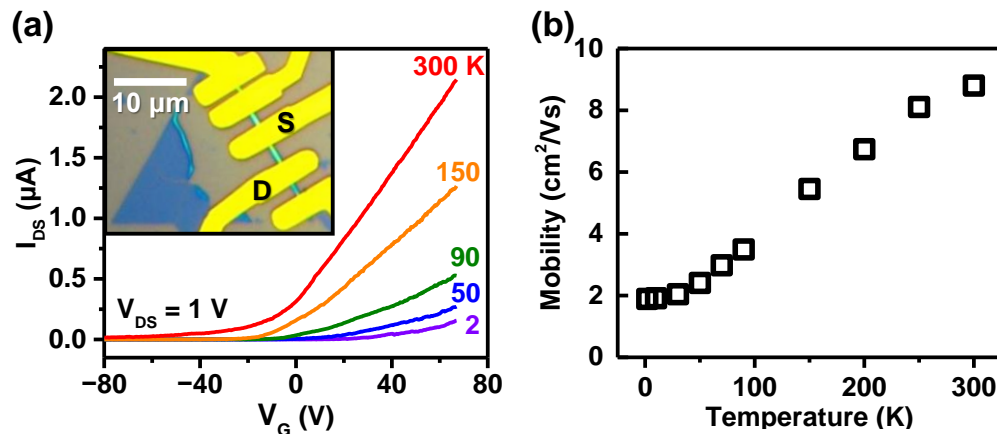 (a)
2.0
1.5
1.0
0.5
0.0
I_DS (µA)
10 µm
S
D
300 K
150
90
50
2
V_DS = 1 V
−80
−40
0
40
80
V_G (V)
(b)
10
8
6
4
2
0
Mobility (cm²/Vs)
0
100
200
300
Temperature (K)